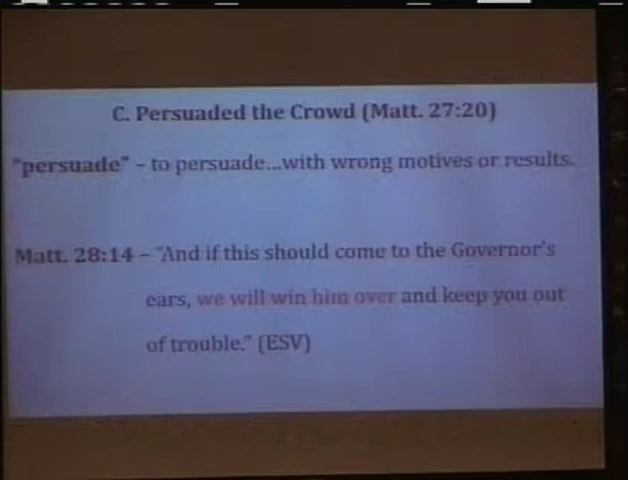 C. Persuaded the Crowd (Matt. 27:20)
"persuade" – to persuade...with wrong motives or results.
Matt. 28:14 – "And if this should come to the Governor's
ears, we will win him over and keep you out
of trouble." (ESV)